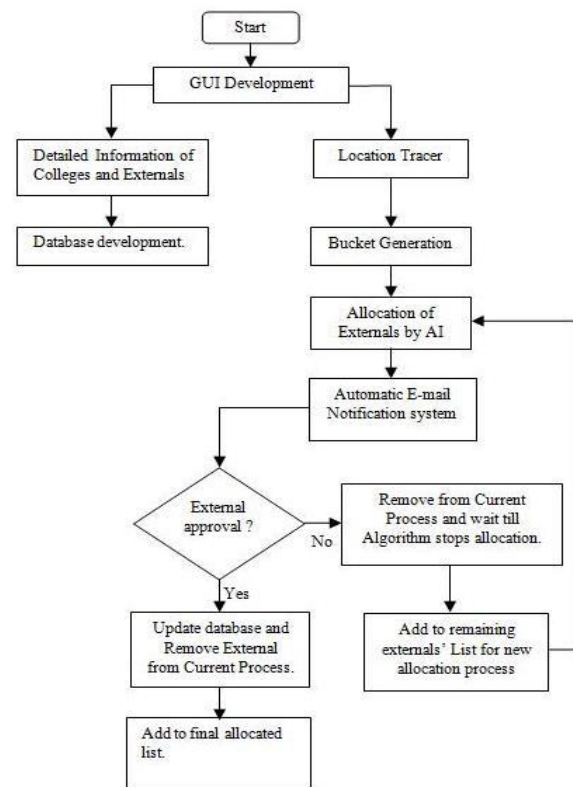 Start
GUI Development
Detailed Information of
Colleges and Externals
Location Tracer
Database development.
Bucket Generation
Allocation of
Externals by AI
Automatic E-mail
Notification system
External
approval ?
No
Remove from Current
Process and wait till
Algorithm stops allocation.
Yes
Update database and
Remove External
from Current Process.
Add to remaining
externals’ List for new
allocation process
Add to final allocated
list.